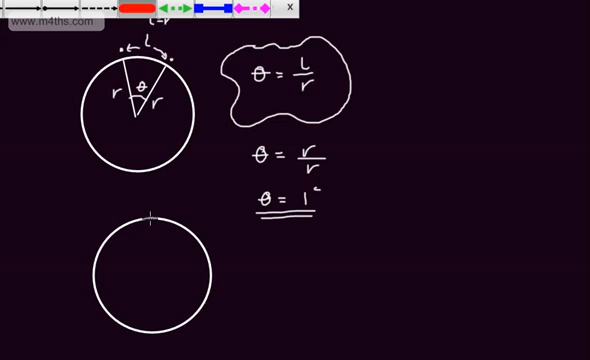 www.m4ths.com
l=r
L
θ
r
r
θ = L/r
θ = r/r
θ = 1ᶜ
x